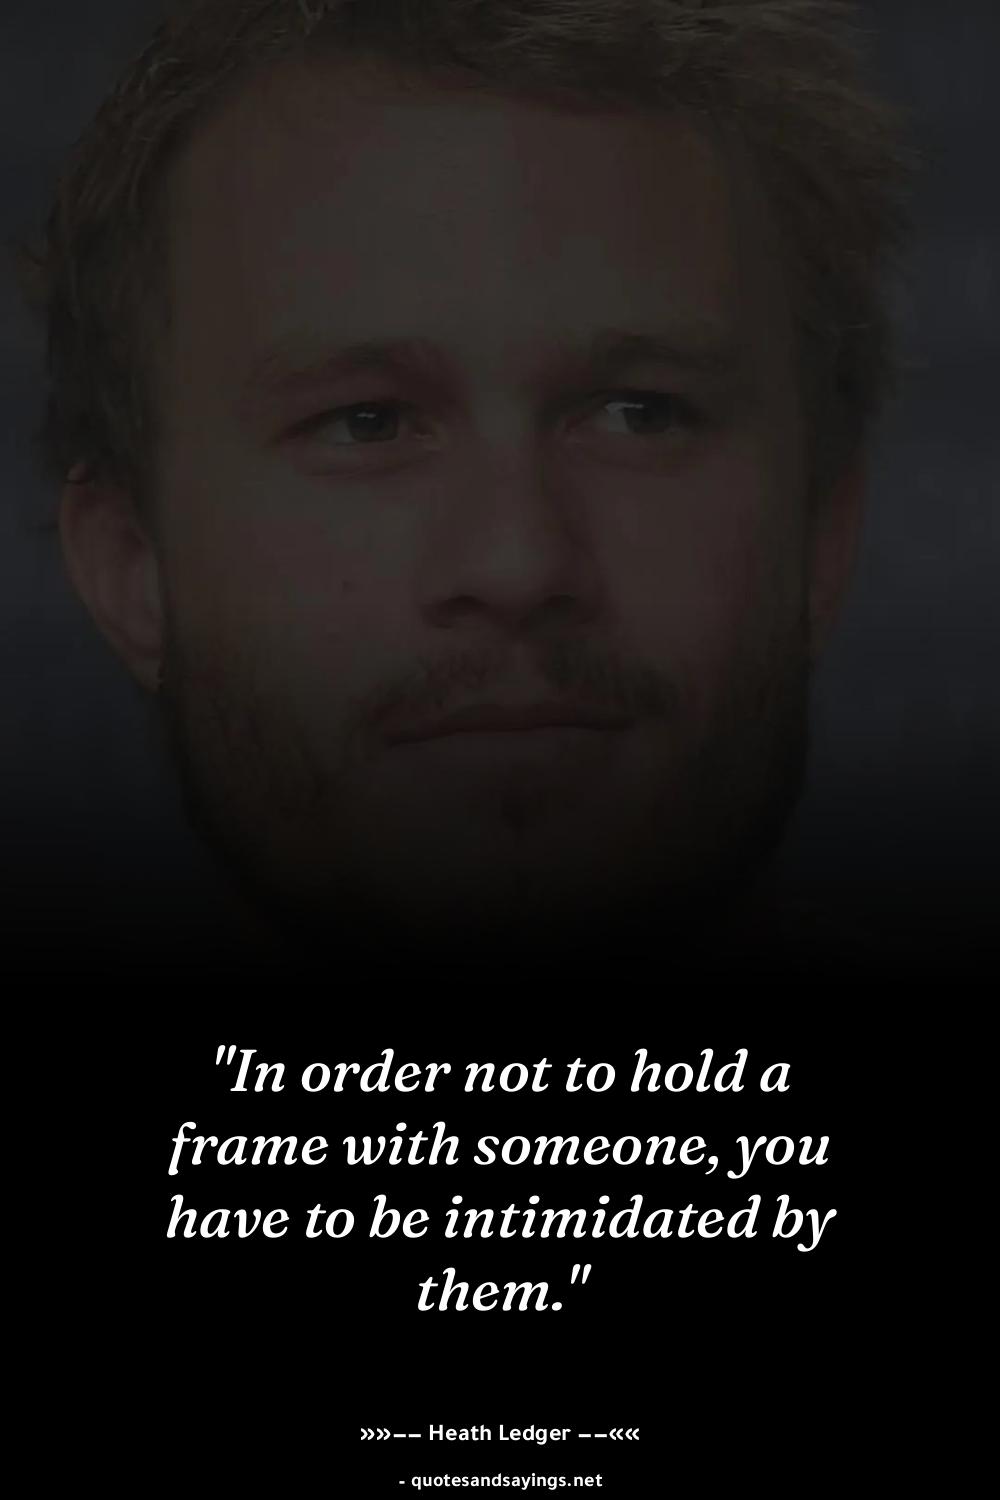 "In order not to hold a
frame with someone, you
have to be intimidated by
them."
»»−− Heath Ledger −−««
- quotesandsayings.net